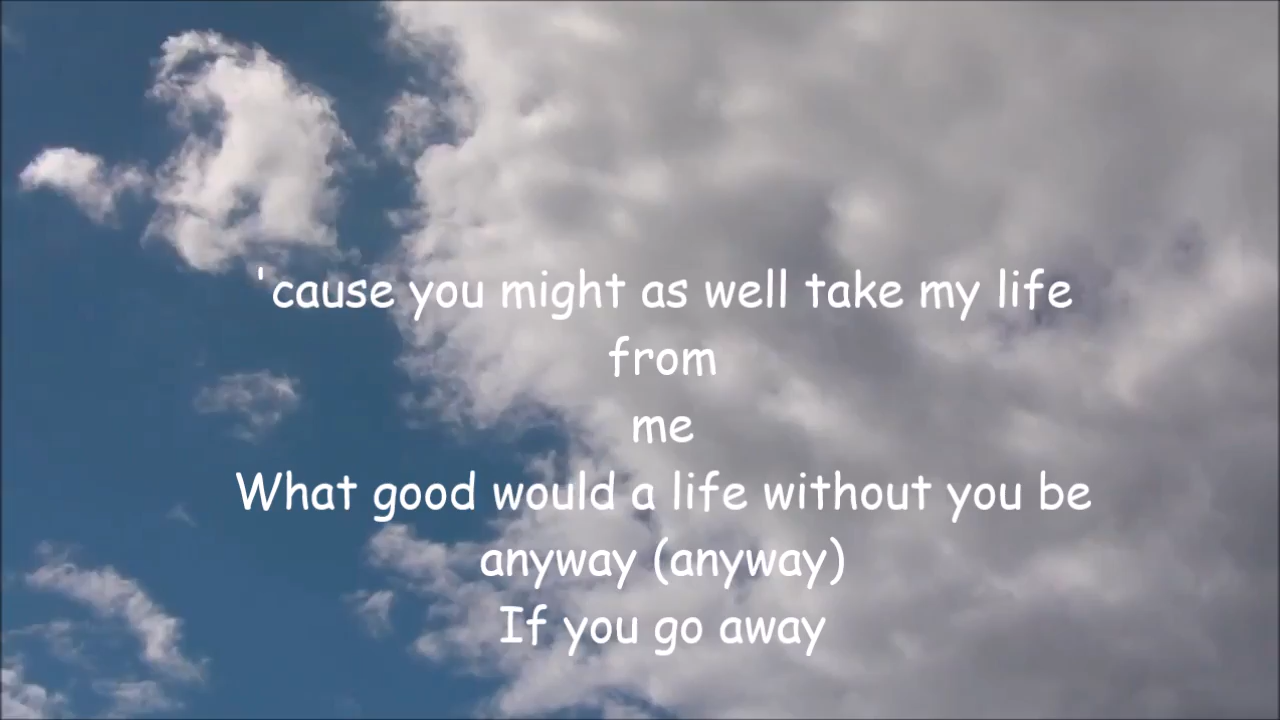 'cause you might as well take my life
from
me
What good would a life without you be
anyway (anyway)
If you go away